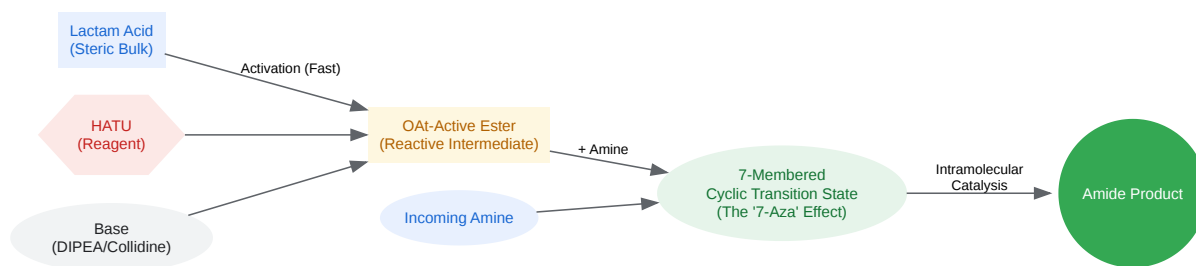 Lactam Acid
(Steric Bulk)
Activation (Fast)
HATU
(Reagent)
OAt-Active Ester
(Reactive Intermediate)
+ Amine
Base
(DIPEA/Collidine)
Incoming Amine
7-Membered
Cyclic Transition State
(The '7-Aza' Effect)
Intramolecular
Catalysis
Amide Product